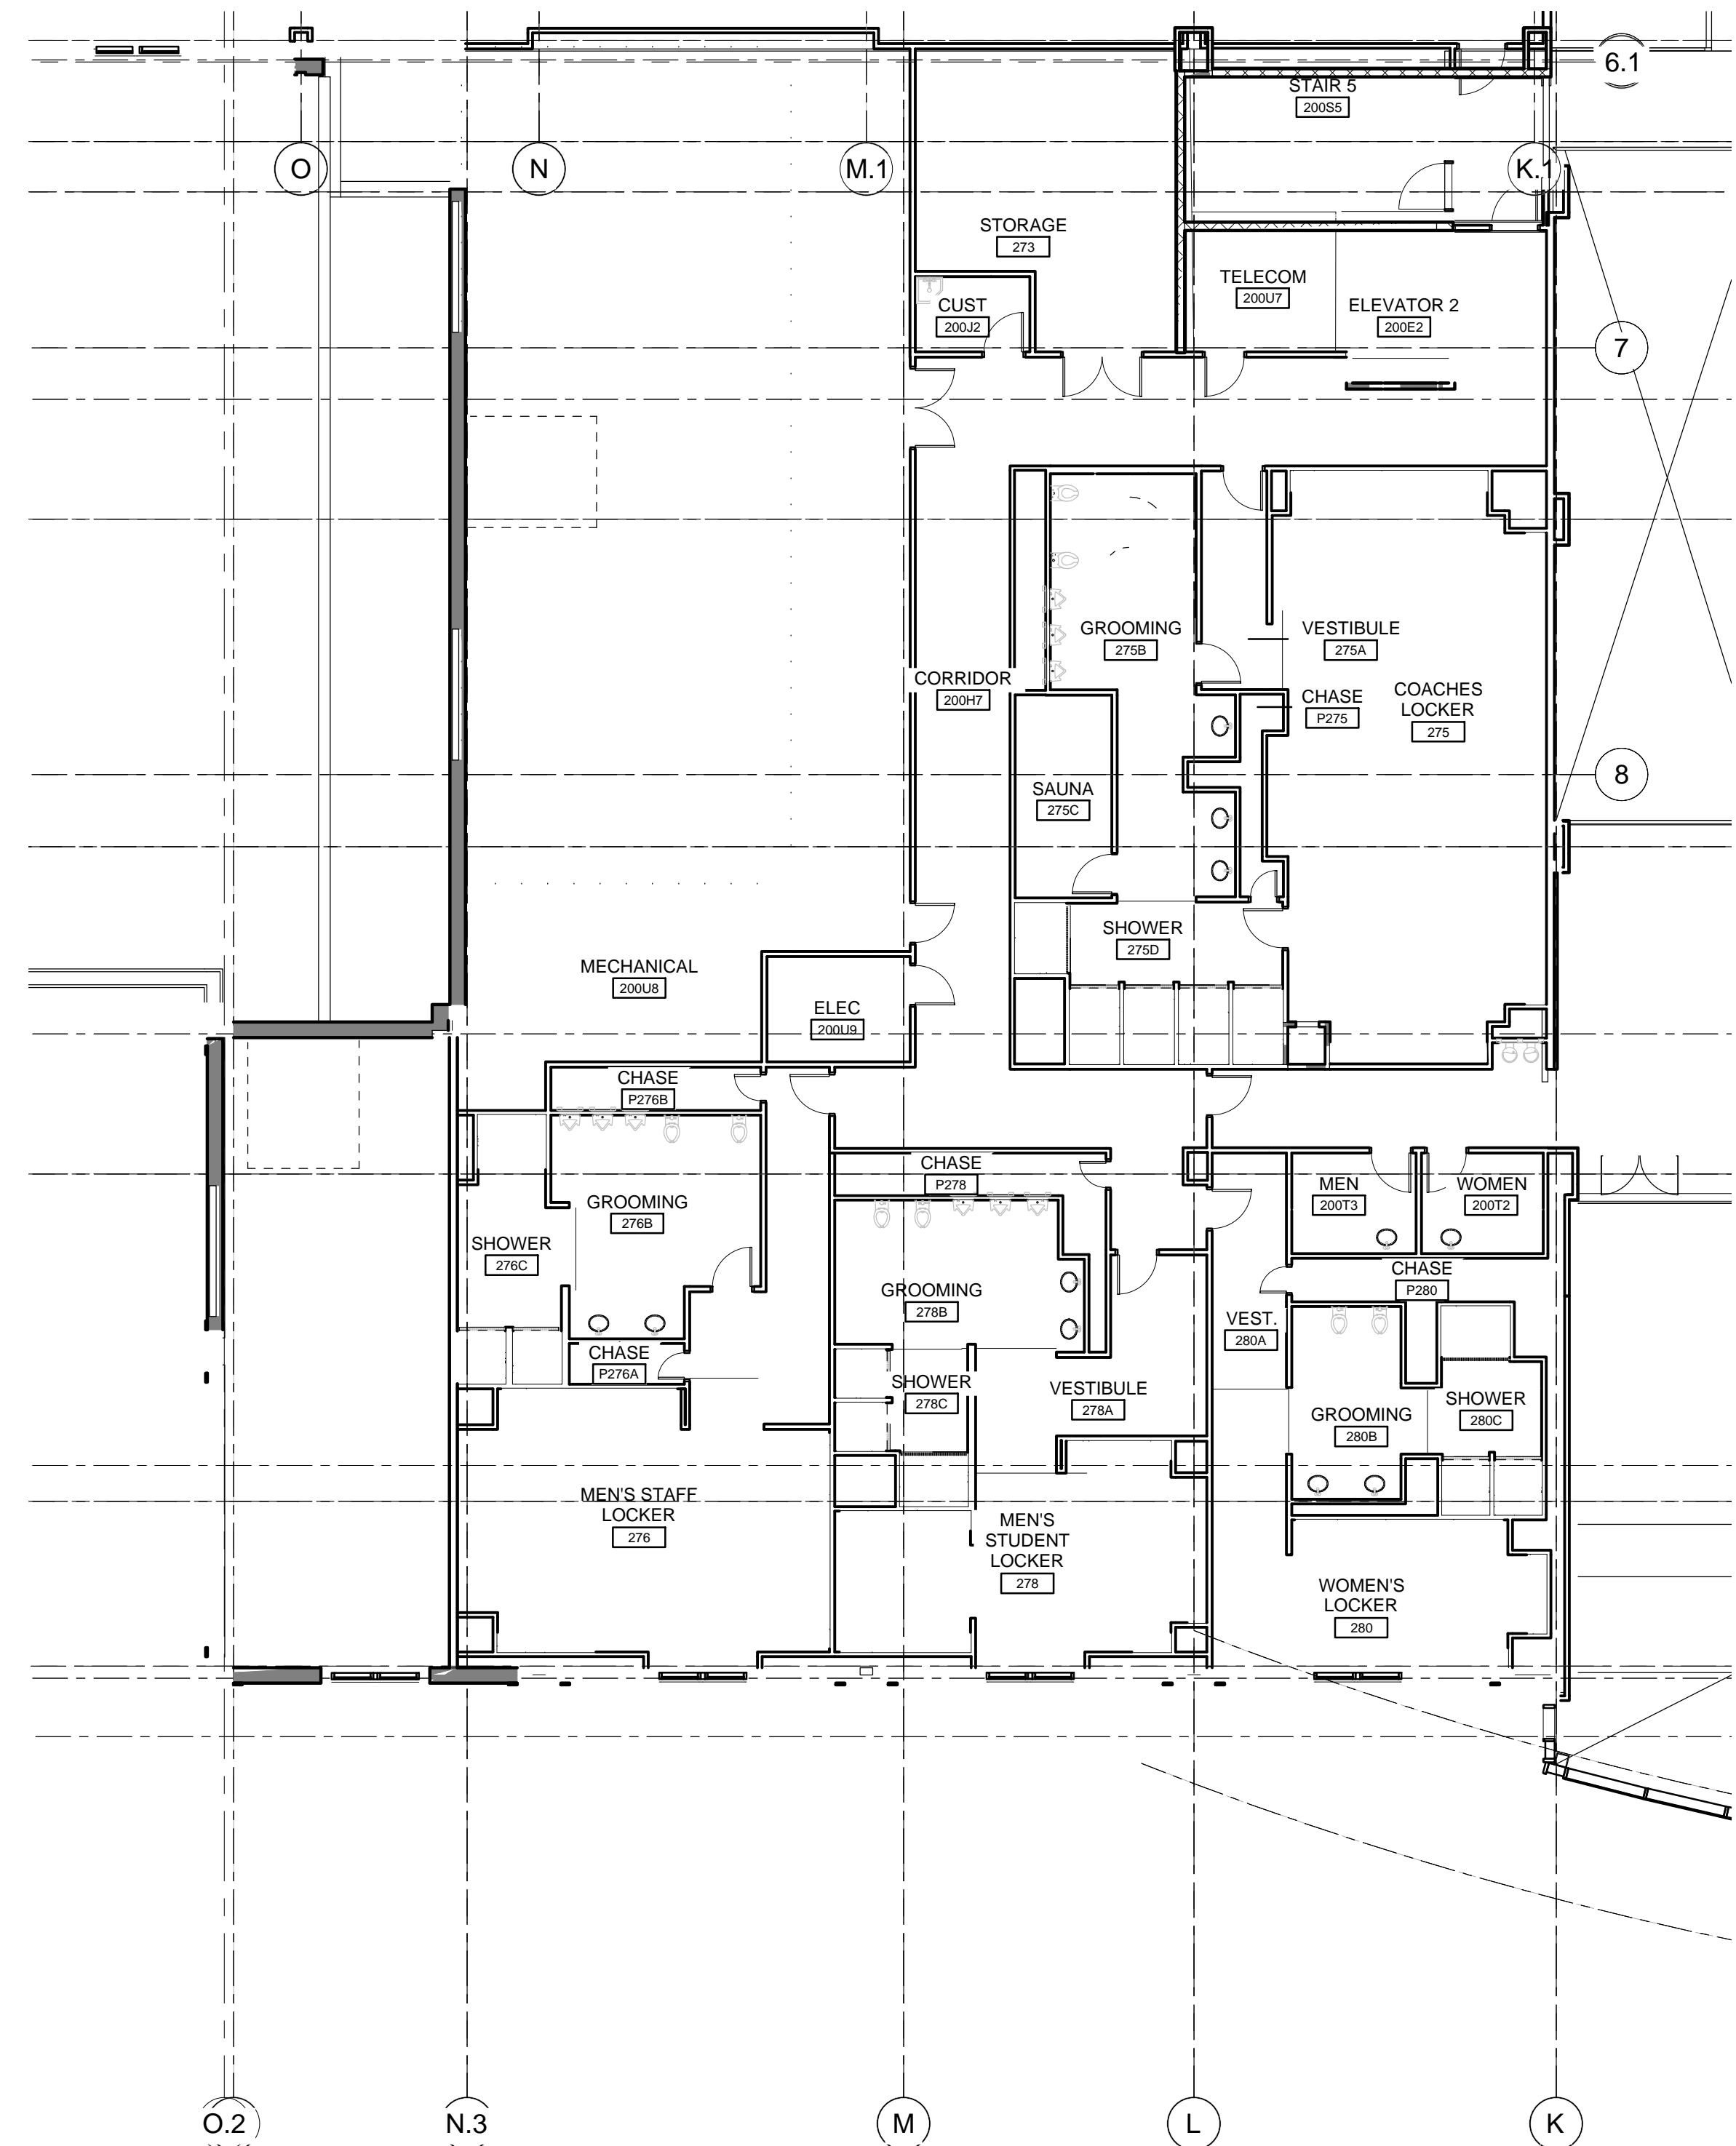 6.1
STAIR 5
200S5
O
N
M.1
K.1
STORAGE
273
TELECOM
200U7
ELEVATOR 2
200E2
CUST
200J2
7
GROOMING
275B
VESTIBULE
275A
CORRIDOR
200H7
CHASE
P275
COACHES
LOCKER
275
8
SAUNA
275C
SHOWER
275D
MECHANICAL
200U8
ELEC
200U9
CHASE
P276B
CHASE
P278
MEN
200T3
WOMEN
200T2
GROOMING
276B
SHOWER
276C
CHASE
P280
GROOMING
278B
VEST.
280A
CHASE
P276A
SHOWER
278C
VESTIBULE
278A
SHOWER
280C
GROOMING
280B
MEN'S STAFF
LOCKER
276
MEN'S
STUDENT
LOCKER
278
WOMEN'S
LOCKER
280
O.2
N.3
M
L
K